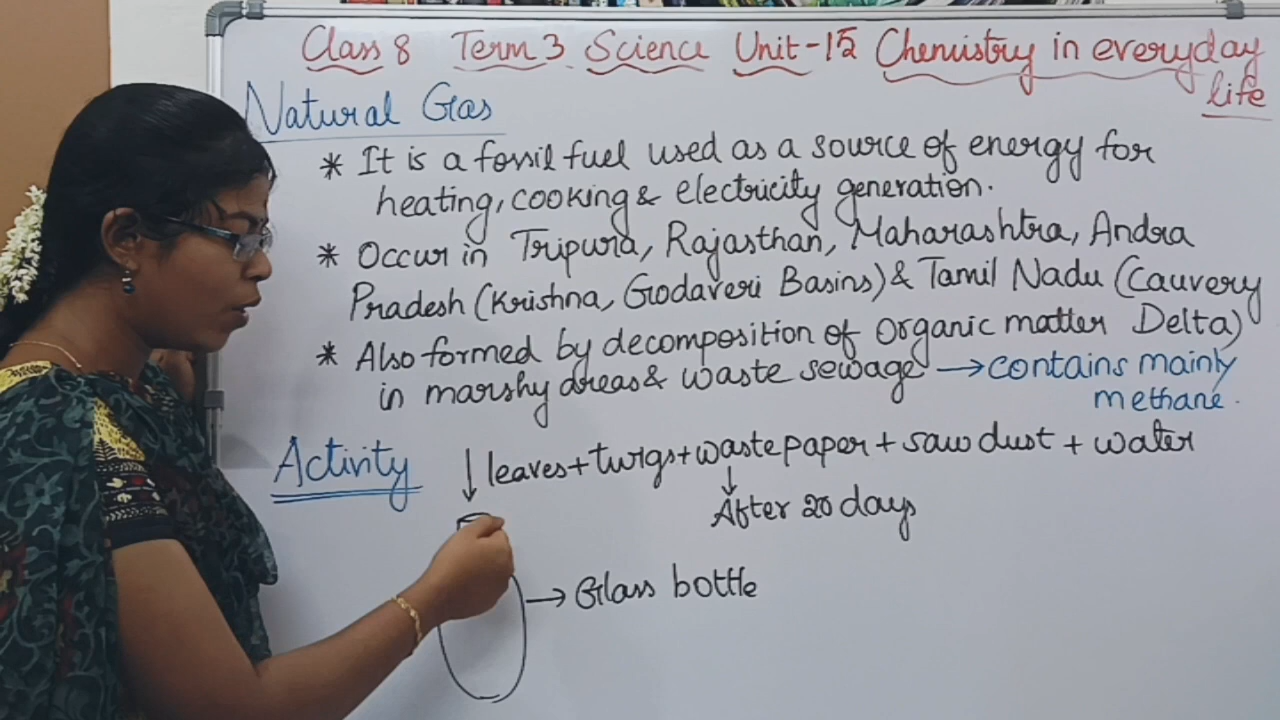 Class 8 Term 3 Science Unit-15 Chemistry in everyday
life
Natural Gas
* It is a fossil fuel used as a source of energy for
heating, cooking & electricity generation.
* Occur in Tripura, Rajasthan, Maharashtra, Andra
Pradesh (Krishna, Godaveri Basins) & Tamil Nadu (Cauvery
Delta)
* Also formed by decomposition of organic matter
in marshy areas & waste sewage → contains mainly
methane.
Activity
↓ leaves + twigs + waste paper + saw dust + water
↓
After 20 days
→ Glass bottle